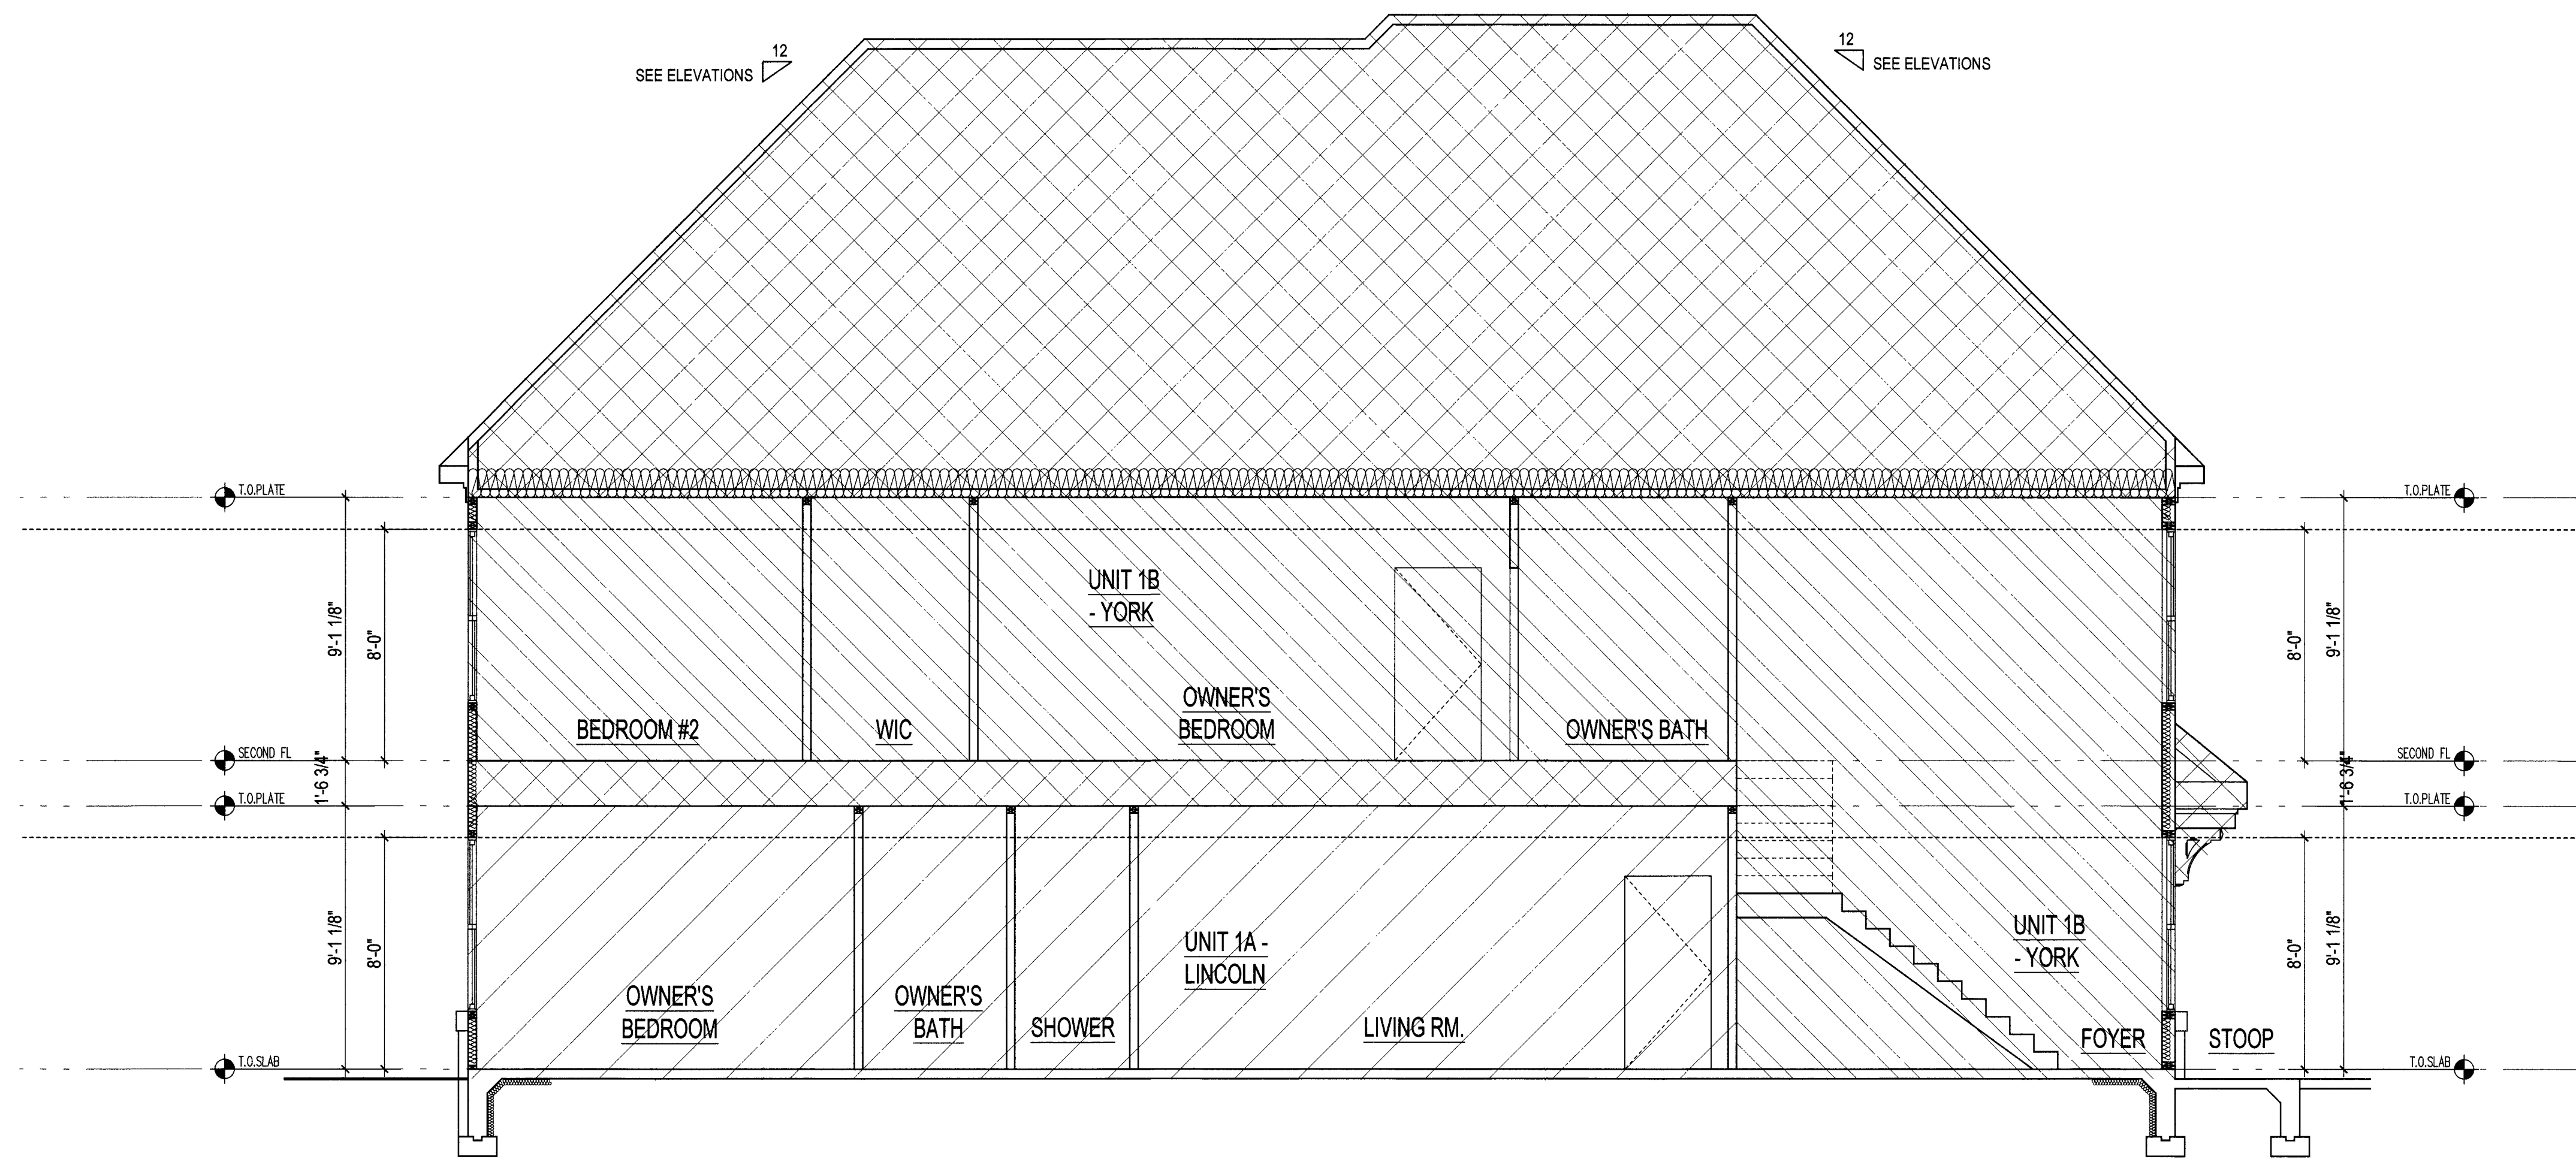 12
SEE ELEVATIONS
12
SEE ELEVATIONS
T.O.PLATE
T.O.PLATE
9'-1 1/8"
8'-0"
UNIT 1B
- YORK
8'-0"
9'-1 1/8"
BEDROOM #2
WIC
OWNER'S
BEDROOM
OWNER'S BATH
SECOND FL
SECOND FL
1'-6 3/4"
1'-6 3/4"
T.O.PLATE
T.O.PLATE
9'-1 1/8"
8'-0"
UNIT 1A -
LINCOLN
UNIT 1B
- YORK
8'-0"
9'-1 1/8"
OWNER'S
BEDROOM
OWNER'S
BATH
SHOWER
LIVING RM.
FOYER
STOOP
T.O.SLAB
T.O.SLAB